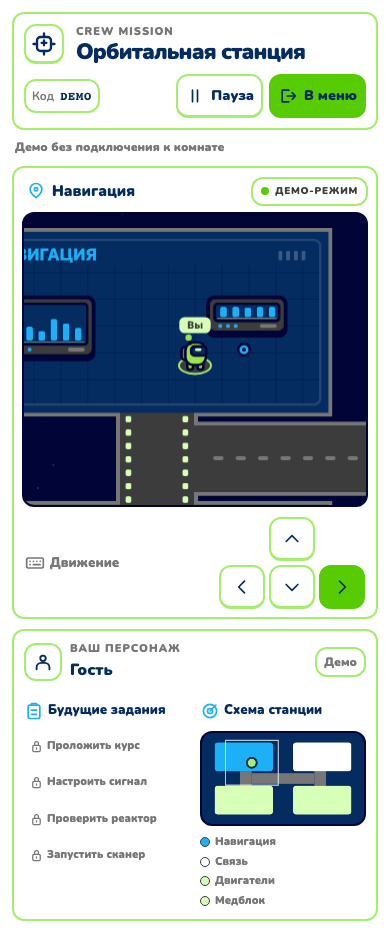 CREW MISSION
Орбитальная станция
Код DEMO
Пауза
В меню
Демо без подключения к комнате
Навигация
ДЕМО-РЕЖИМ
ВИГАЦИЯ
Вы
Движение
ВАШ ПЕРСОНАЖ
Гость
Демо
Будущие задания
Проложить курс
Настроить сигнал
Проверить реактор
Запустить сканер
Схема станции
Навигация
Связь
Двигатели
Медблок